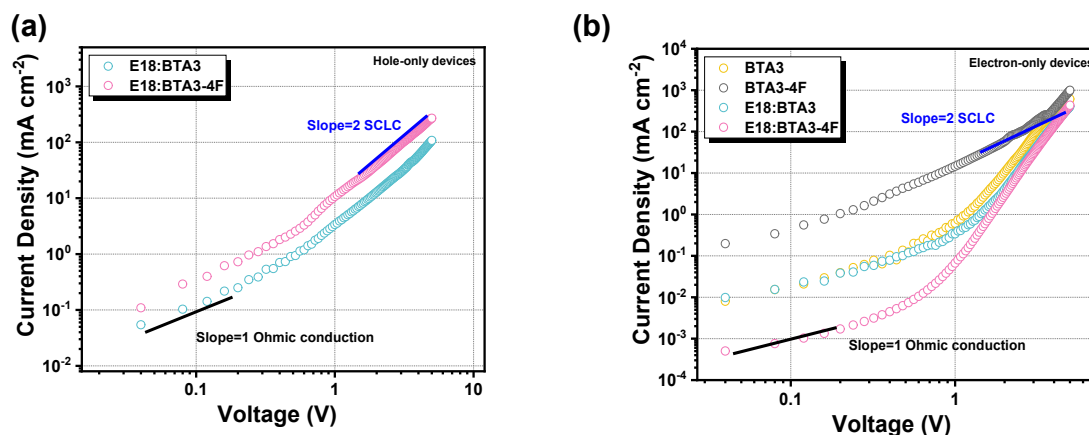 (a)
Current Density (mA cm⁻²)
10³
10²
10¹
10⁰
10⁻¹
10⁻²
E18:BTA3
E18:BTA3-4F
Hole-only devices
Slope=2 SCLC
Slope=1 Ohmic conduction
0.1
1
10
Voltage (V)
(b)
Current Density (mA cm⁻²)
10⁴
10³
10²
10¹
10⁰
10⁻¹
10⁻²
10⁻³
10⁻⁴
BTA3
BTA3-4F
E18:BTA3
E18:BTA3-4F
Electron-only devices
Slope=2 SCLC
Slope=1 Ohmic conduction
0.1
1
Voltage (V)